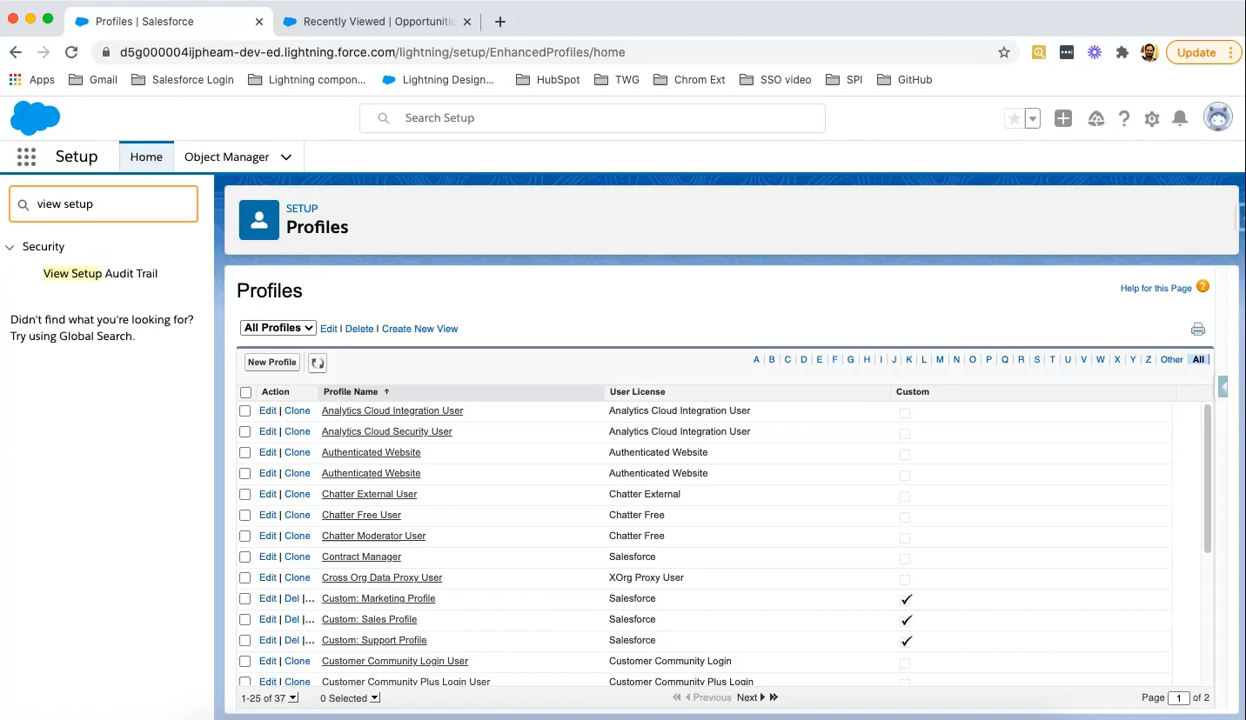 Profiles | Salesforce
Recently Viewed | Opportunitie
d5g000004ijpheam-dev-ed.lightning.force.com/lightning/setup/EnhancedProfiles/home
Update
Apps Gmail Salesforce Login Lightning compon... Lightning Design... HubSpot TWG Chrom Ext SSO video SPI GitHub
Search Setup
Setup Home Object Manager
view setup
Security
View Setup Audit Trail
Didn't find what you're looking for?
Try using Global Search.
SETUP
Profiles
Profiles
Help for this Page ?
All Profiles Edit | Delete | Create New View
New Profile A B C D E F G H I J K L M N O P Q R S T U V W X Y Z Other All
Action Profile Name User License Custom
Edit | Clone Analytics Cloud Integration User Analytics Cloud Integration User
Edit | Clone Analytics Cloud Security User Analytics Cloud Integration User
Edit | Clone Authenticated Website Authenticated Website
Edit | Clone Authenticated Website Authenticated Website
Edit | Clone Chatter External User Chatter External
Edit | Clone Chatter Free User Chatter Free
Edit | Clone Chatter Moderator User Chatter Free
Edit | Clone Contract Manager Salesforce
Edit | Clone Cross Org Data Proxy User XOrg Proxy User
Edit | Del |... Custom: Marketing Profile Salesforce
Edit | Del |... Custom: Sales Profile Salesforce
Edit | Del |... Custom: Support Profile Salesforce
Edit | Clone Customer Community Login User Customer Community Login
Edit | Clone Customer Community Plus Login User Customer Community Plus Login
1-25 of 37 0 Selected Previous Next Page 1 of 2